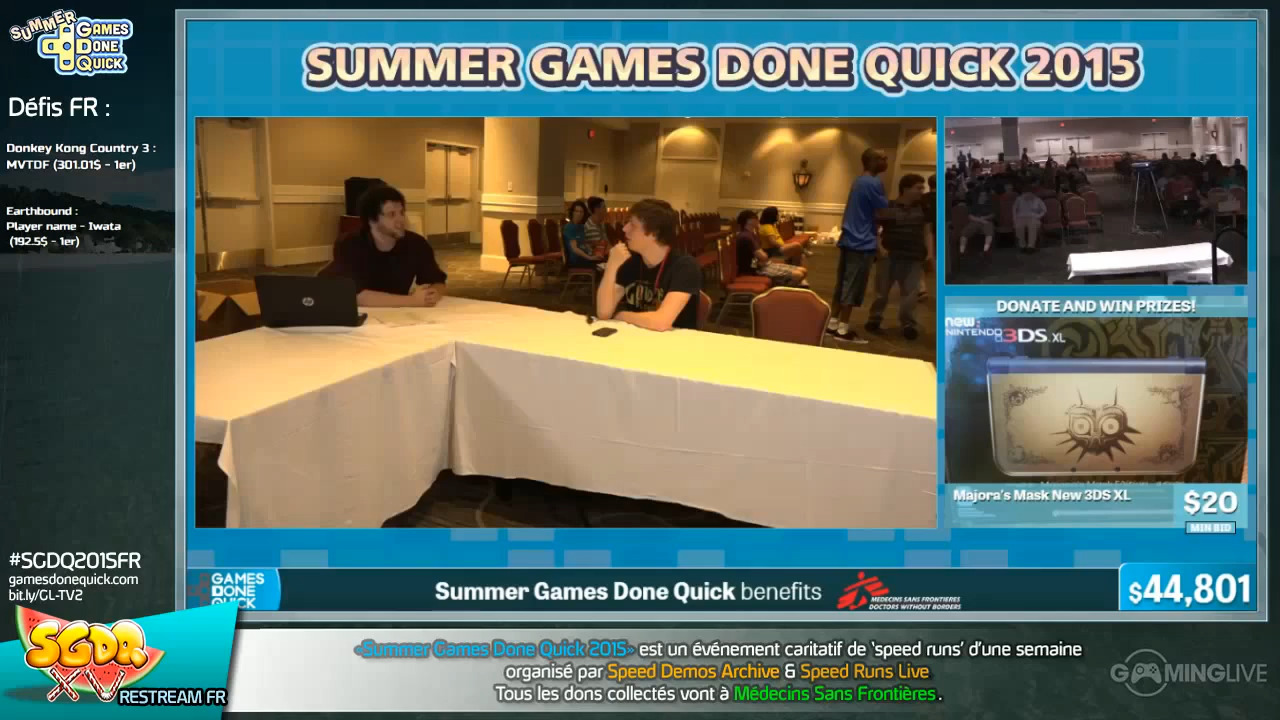 SUMMER
GAMES
DONE
QUICK
Défis FR :
Donkey Kong Country 3 :
MVTDF (301.01$ - 1er)
Earthbound :
Player name - Iwata
(192.5$ - 1er)
#SGDQ2015FR
gamesdonequick.com
bit.ly/GL-TV2
SGDQ
XV
RESTREAM FR
SUMMER GAMES DONE QUICK 2015
hp
DONATE AND WIN PRIZES!
new
NINTENDO
3DS XL
Majora's Mask New 3DS XL
$20
MIN BID
GAMES
DONE
QUICK
Summer Games Done Quick benefits
MEDECINS SANS FRONTIERES
DOCTORS WITHOUT BORDERS
$44,801
«Summer Games Done Quick 2015» est un événement caritatif de 'speed runs' d'une semaine
organisé par Speed Demos Archive & Speed Runs Live
Tous les dons collectés vont à Médecins Sans Frontières.
GAMINGLIVE